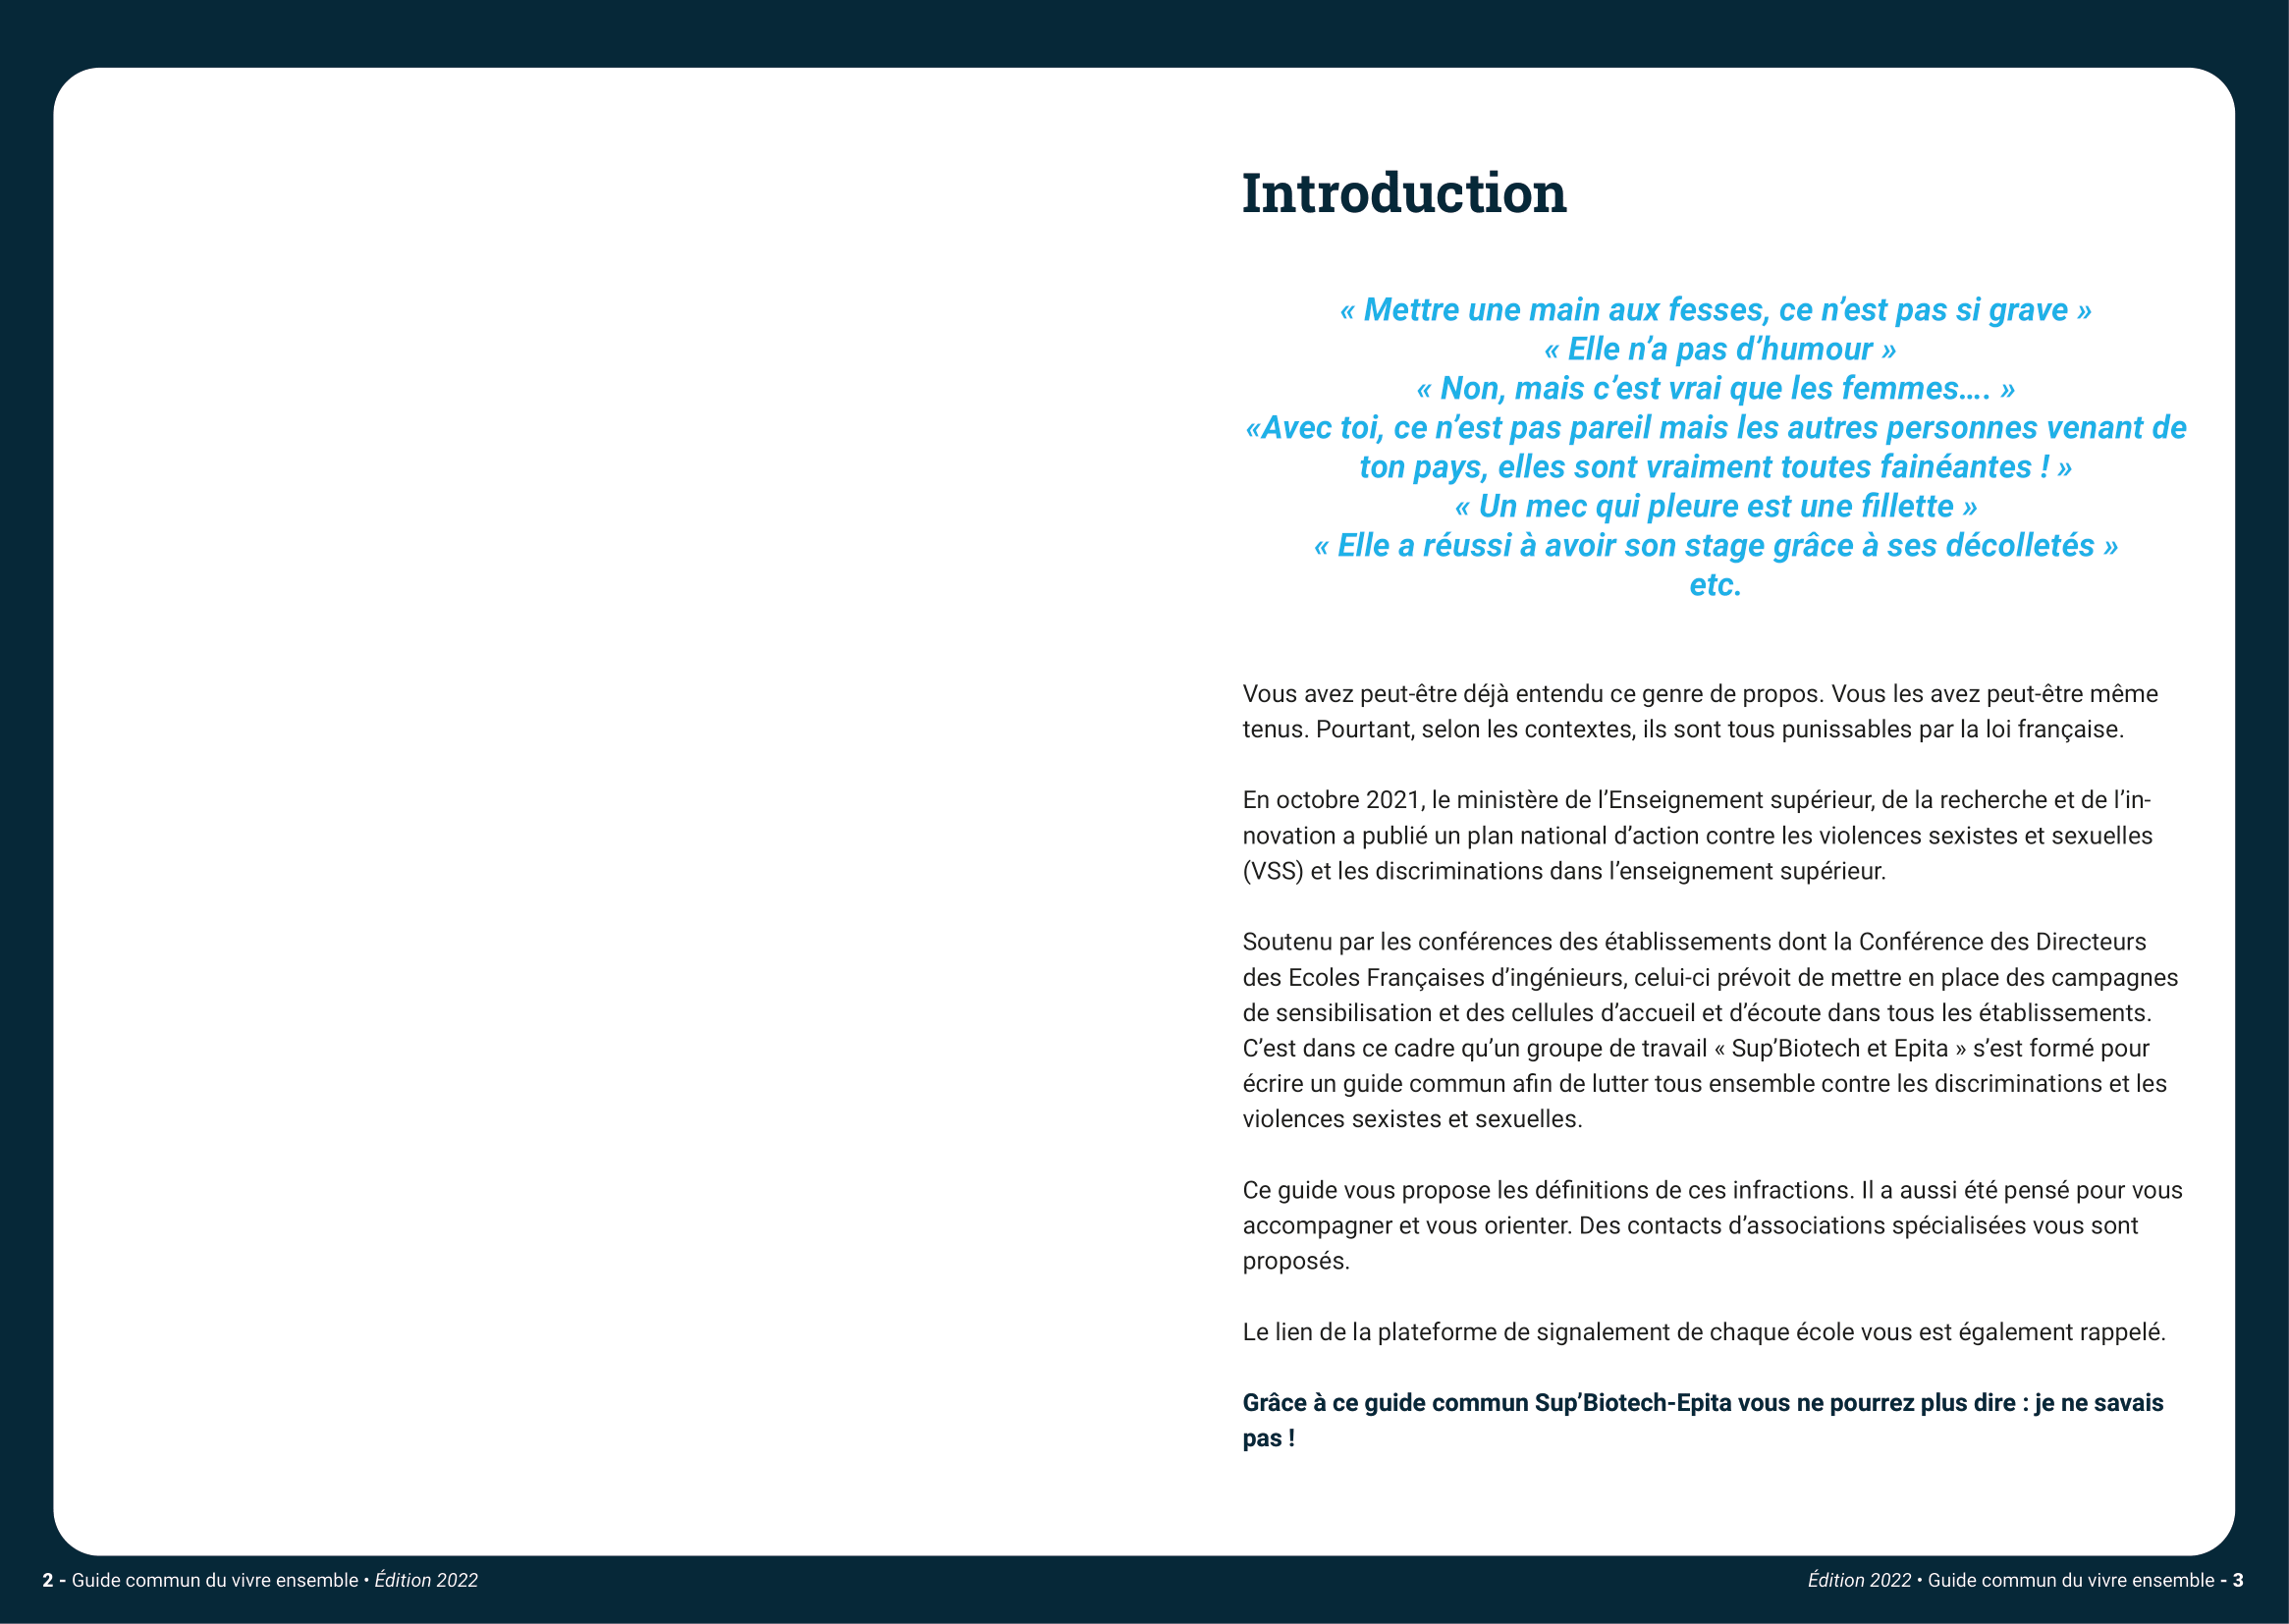 Introduction
« Mettre une main aux fesses, ce n’est pas si grave »
« Elle n’a pas d’humour »
« Non, mais c’est vrai que les femmes…. »
«Avec toi, ce n’est pas pareil mais les autres personnes venant de
ton pays, elles sont vraiment toutes fainéantes ! »
« Un mec qui pleure est une fillette »
« Elle a réussi à avoir son stage grâce à ses décolletés »
etc.
Vous avez peut-être déjà entendu ce genre de propos. Vous les avez peut-être même
tenus. Pourtant, selon les contextes, ils sont tous punissables par la loi française.
En octobre 2021, le ministère de l’Enseignement supérieur, de la recherche et de l’in-
novation a publié un plan national d’action contre les violences sexistes et sexuelles
(VSS) et les discriminations dans l’enseignement supérieur.
Soutenu par les conférences des établissements dont la Conférence des Directeurs
des Ecoles Françaises d’ingénieurs, celui-ci prévoit de mettre en place des campagnes
de sensibilisation et des cellules d’accueil et d’écoute dans tous les établissements.
C’est dans ce cadre qu’un groupe de travail « Sup’Biotech et Epita » s’est formé pour
écrire un guide commun afin de lutter tous ensemble contre les discriminations et les
violences sexistes et sexuelles.
Ce guide vous propose les définitions de ces infractions. Il a aussi été pensé pour vous
accompagner et vous orienter. Des contacts d’associations spécialisées vous sont
proposés.
Le lien de la plateforme de signalement de chaque école vous est également rappelé.
Grâce à ce guide commun Sup’Biotech-Epita vous ne pourrez plus dire : je ne savais
pas !
2 - Guide commun du vivre ensemble • Édition 2022
Édition 2022 • Guide commun du vivre ensemble - 3